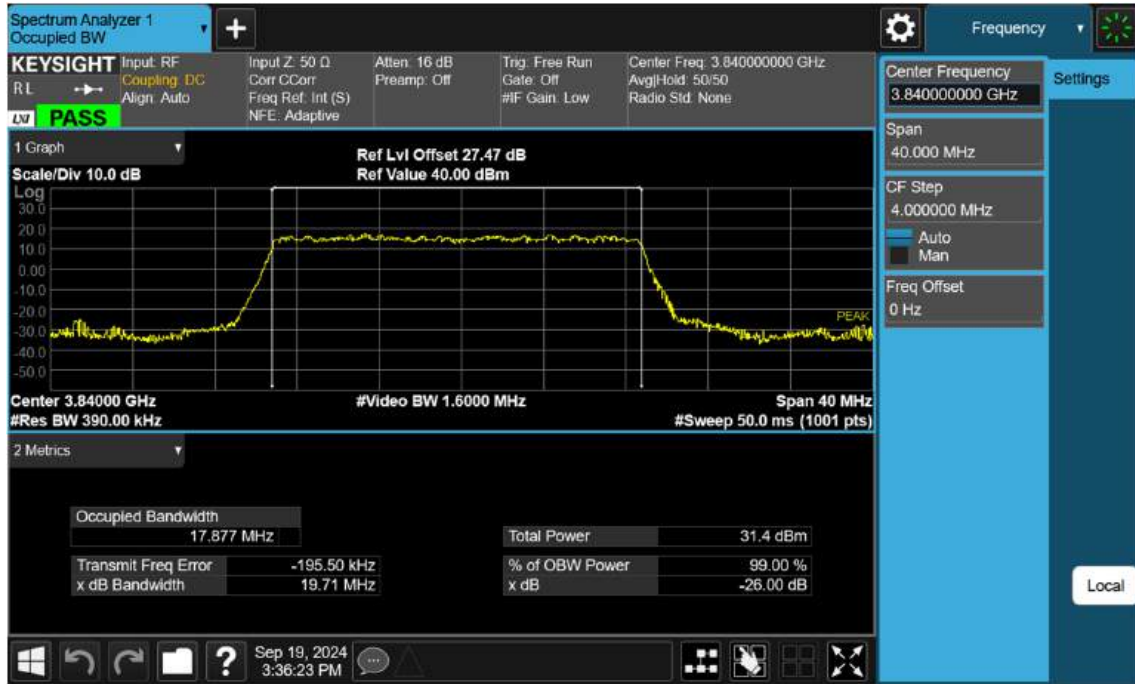 Spectrum Analyzer 1
Occupied BW
Frequency
KEYSIGHT
RL
LXI PASS
Input: RF
Coupling: DC
Align: Auto
Input Z: 50 Ω
Corr CCorr
Freq Ref: Int (S)
NFE: Adaptive
Atten: 16 dB
Preamp: Off
Trig: Free Run
Gate: Off
#IF Gain: Low
Center Freq: 3.840000000 GHz
Avg|Hold: 50/50
Radio Std: None
Center Frequency
3.840000000 GHz
Settings
Span
40.000 MHz
CF Step
4.000000 MHz
Auto
Man
Freq Offset
0 Hz
Local
1 Graph
Scale/Div 10.0 dB
Ref Lvl Offset 27.47 dB
Ref Value 40.00 dBm
Log
30.0
20.0
10.0
0.00
-10.0
-20.0
-30.0
-40.0
-50.0
PEAK
Center 3.84000 GHz
#Video BW 1.6000 MHz
Span 40 MHz
#Res BW 390.00 kHz
#Sweep 50.0 ms (1001 pts)
2 Metrics
Occupied Bandwidth
17.877 MHz
Total Power 31.4 dBm
Transmit Freq Error -195.50 kHz
% of OBW Power 99.00 %
x dB Bandwidth 19.71 MHz
x dB -26.00 dB
?
Sep 19, 2024
3:36:23 PM